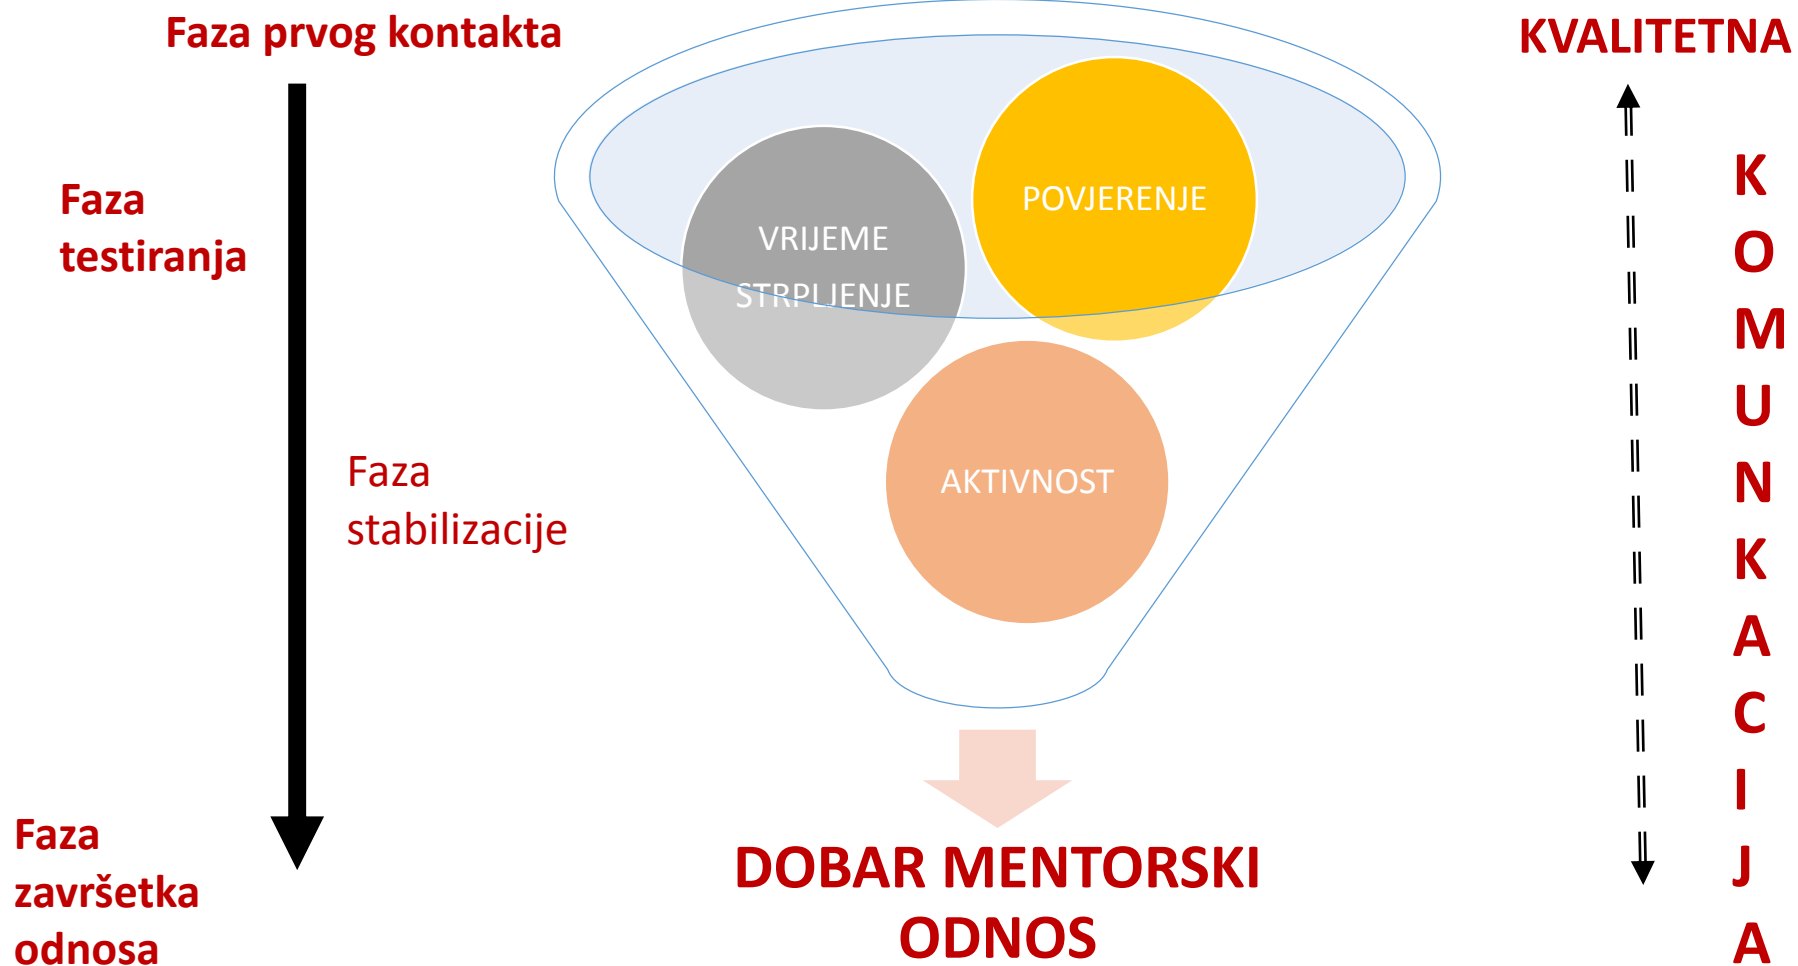 Faza prvog kontakta
Faza
testiranja
Faza
stabilizacije
Faza
završetka
odnosa
VRIJEME
STRPLJENJE
POVJERENJE
AKTIVNOST
DOBAR MENTORSKI
ODNOS
KVALITETNA
K
O
M
U
N
K
A
C
I
J
A